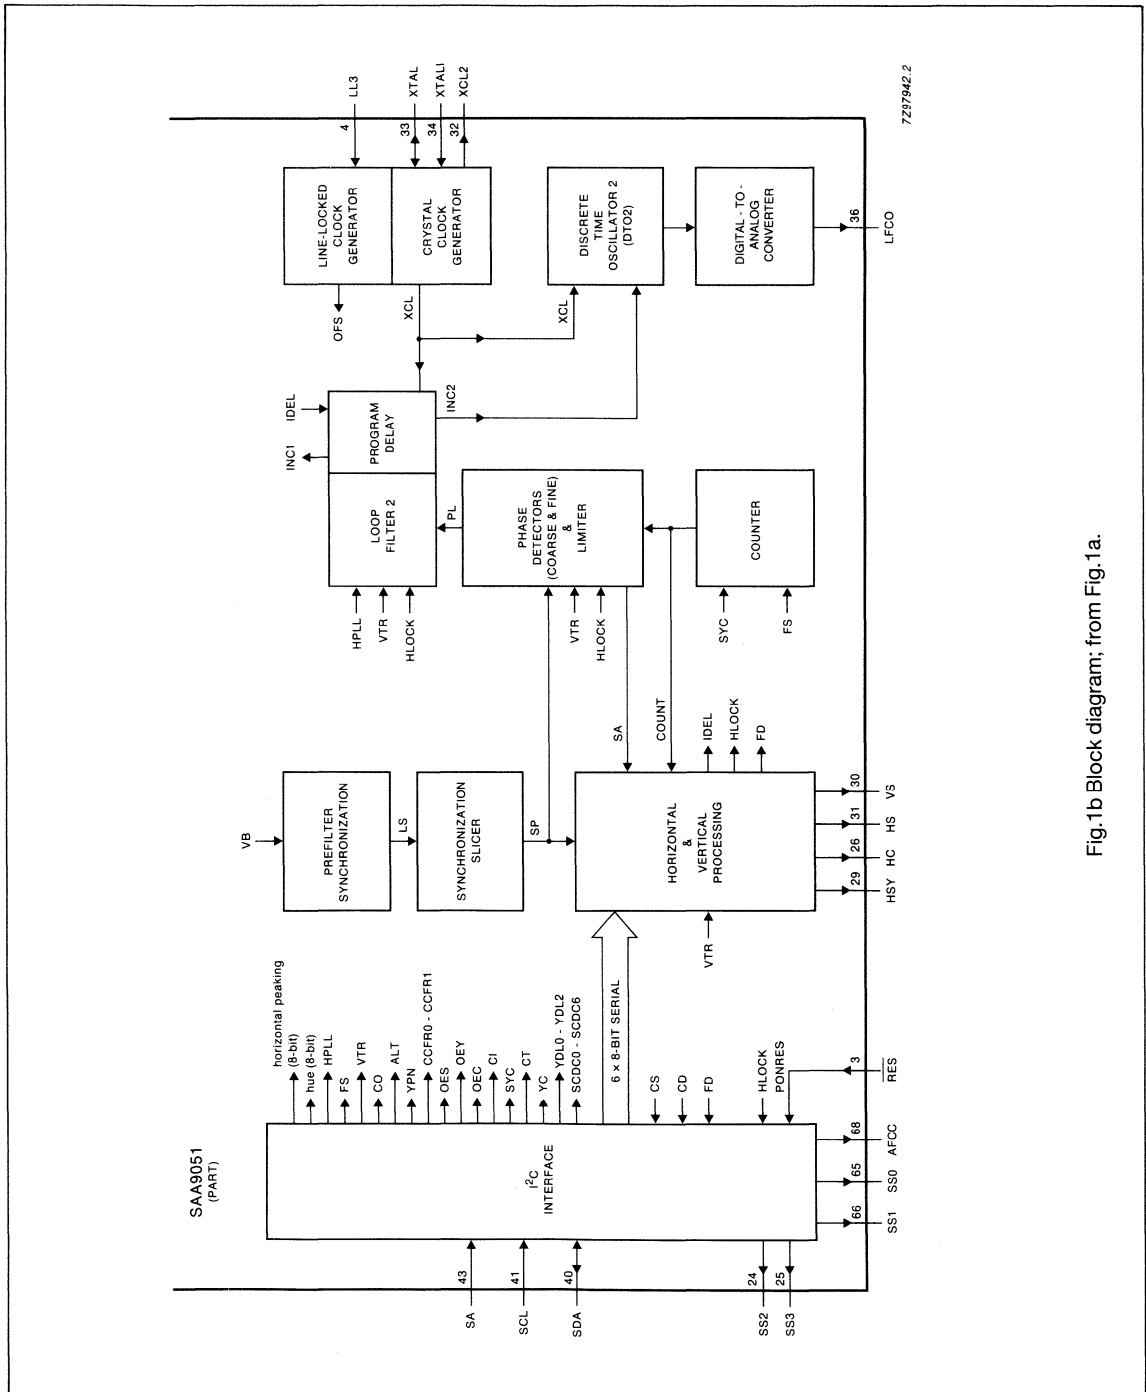 SAA9051
(PART)
SA
43
SCL
41
SDA
40
SS2
24
SS3
25
I²C
INTERFACE
horizontal peaking
(8-bit)
hue (8-bit)
HPLL
FS
VTR
CO
ALT
YPN
CCFR0 - CCFR1
OES
OEY
OEC
CI
SYC
CT
YC
YDL0 - YDL2
SCDC0 - SCDC6
6 x 8-BIT SERIAL
CS
CD
FD
HLOCK
PONRES
3
RES
66
SS1
65
SS0
68
AFCC
VB
PREFILTER
SYNCHRONIZATION
LS
SYNCHRONIZATION
SLICER
SP
HORIZONTAL
&
VERTICAL
PROCESSING
VTR
SA
COUNT
IDEL
HLOCK
FD
29
HSY
26
HC
31
HS
30
VS
HPLL
VTR
HLOCK
LOOP
FILTER 2
PROGRAM
DELAY
INC1
IDEL
PL
INC2
VTR
HLOCK
PHASE
DETECTORS
(COARSE & FINE)
&
LIMITER
SYC
FS
COUNTER
OFS
XCL
XCL
LINE-LOCKED
CLOCK
GENERATOR
CRYSTAL
CLOCK
GENERATOR
4
LL3
33
XTAL
34
XTALI
32
XCL2
DISCRETE
TIME
OSCILLATOR 2
(DTO2)
DIGITAL - TO -
ANALOG
CONVERTER
36
LFCO
7Z97942.2
Fig.1b Block diagram; from Fig.1a.